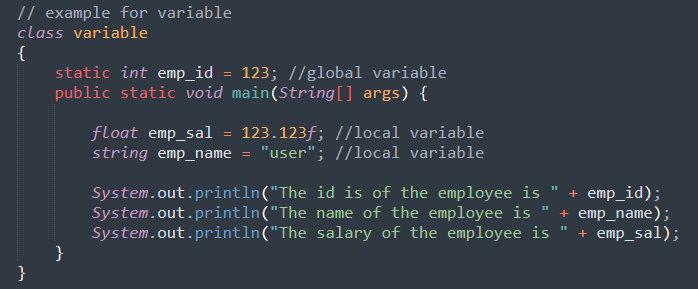 // example for variable
class variable
{
    static int emp_id = 123; //global variable
    public static void main(String[] args) {

        float emp_sal = 123.123f; //local variable
        string emp_name = "user"; //local variable

        System.out.println("The id is of the employee is " + emp_id);
        System.out.println("The name of the employee is " + emp_name);
        System.out.println("The salary of the employee is " + emp_sal);
    }
}